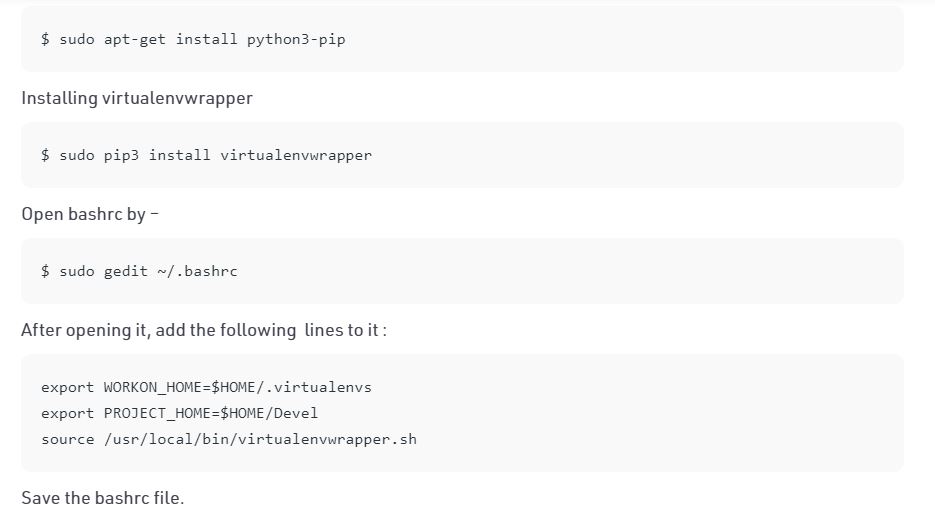 $ sudo apt-get install python3-pip
Installing virtualenvwrapper
$ sudo pip3 install virtualenvwrapper
Open bashrc by –
$ sudo gedit ~/.bashrc
After opening it, add the following  lines to it :
export WORKON_HOME=$HOME/.virtualenvs
export PROJECT_HOME=$HOME/Devel
source /usr/local/bin/virtualenvwrapper.sh
Save the bashrc file.